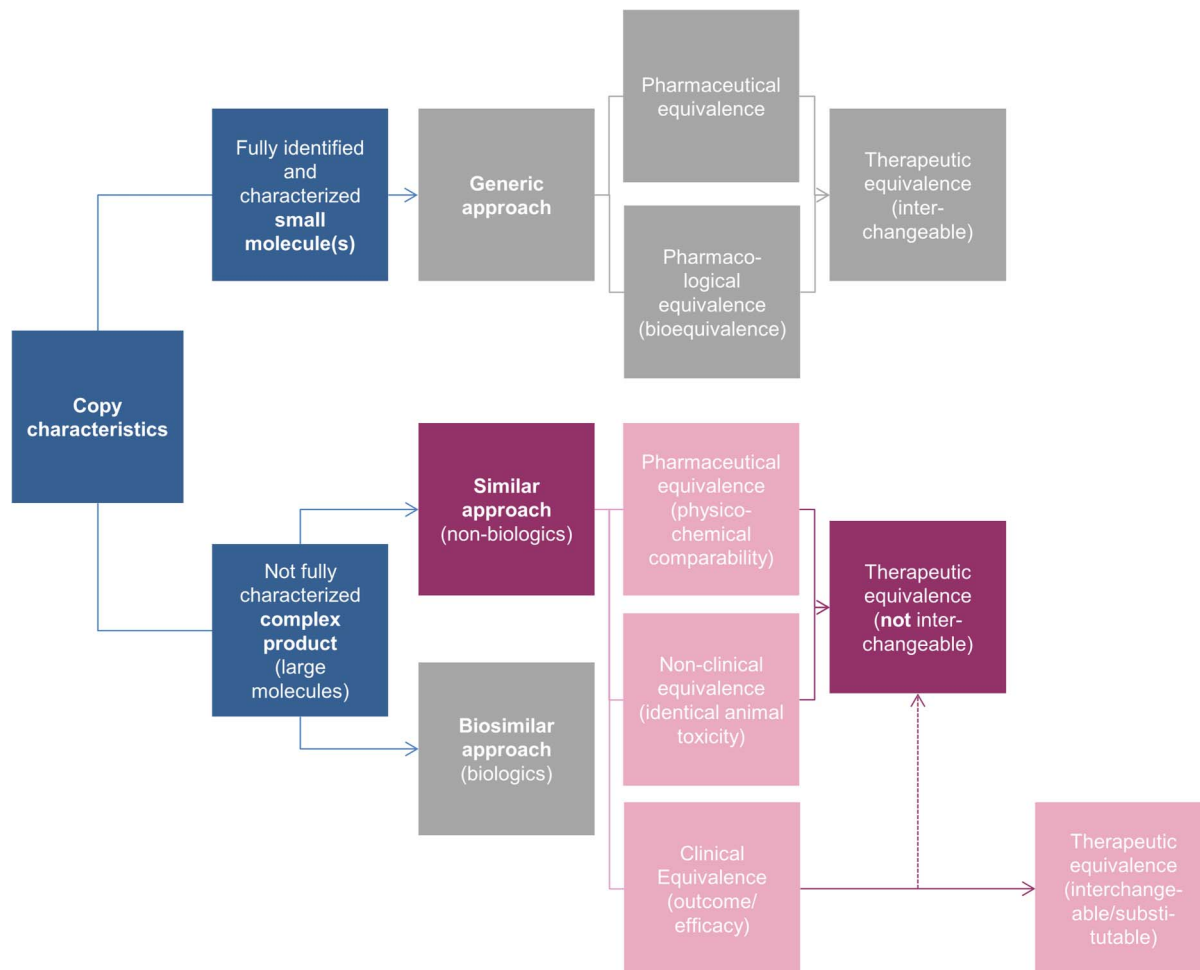 Copy
characteristics
Fully identified
and
characterized
small
molecule(s)
Generic
approach
Pharmaceutical
equivalence
Pharmaco-
logical
equivalence
(bioequivalence)
Therapeutic
equivalence
(inter-
changeable)
Not fully
characterized
complex
product
(large
molecules)
Similar
approach
(non-biologics)
Biosimilar
approach
(biologics)
Pharmaceutical
equivalence
(physico-
chemical
comparability)
Non-clinical
equivalence
(identical animal
toxicity)
Clinical
Equivalence
(outcome/
efficacy)
Therapeutic
equivalence
(not inter-
changeable)
Therapeutic
equivalence
(interchange-
able/substi-
tutable)